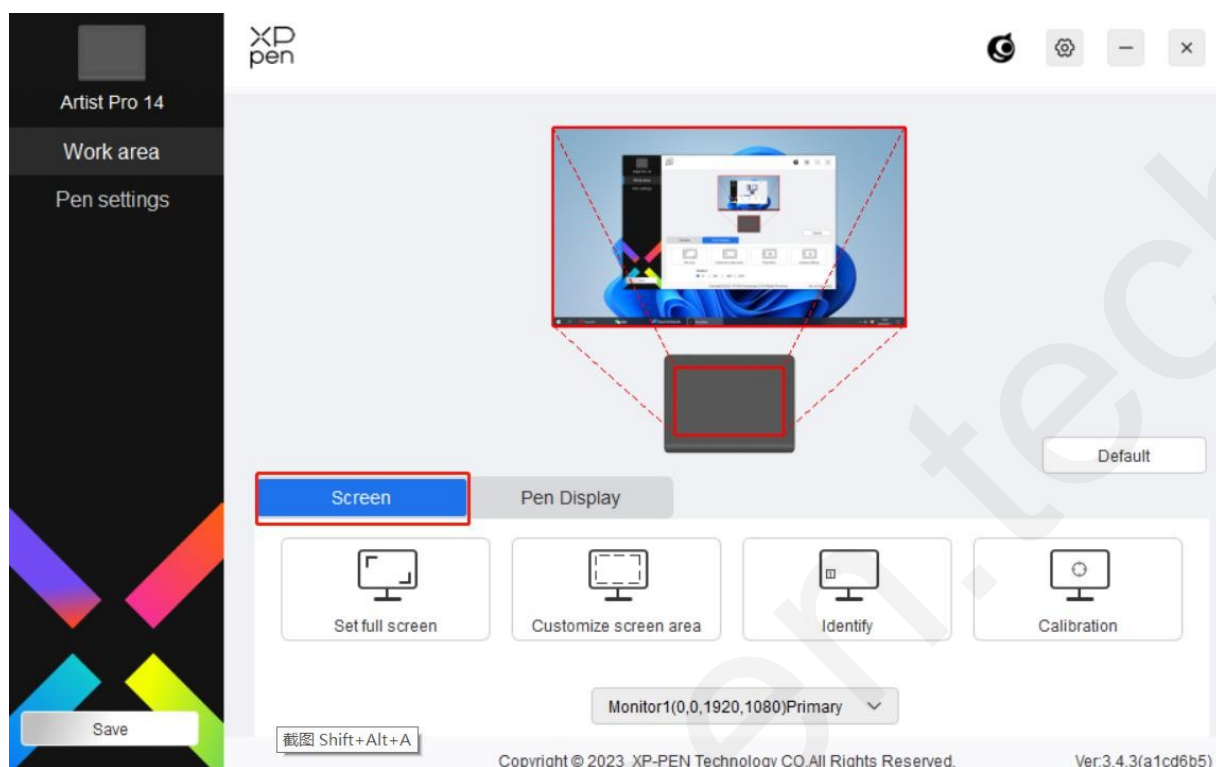 XP
pen
Artist Pro 14
Work area
Pen settings
Default
Screen
Pen Display
Set full screen
Customize screen area
Identify
Calibration
Monitor1(0,0,1920,1080)Primary
Save
截图 Shift+Alt+A
Copyright © 2023 XP-PEN Technology CO.All Rights Reserved.
Ver:3.4.3(a1cd6b5)
en.tech